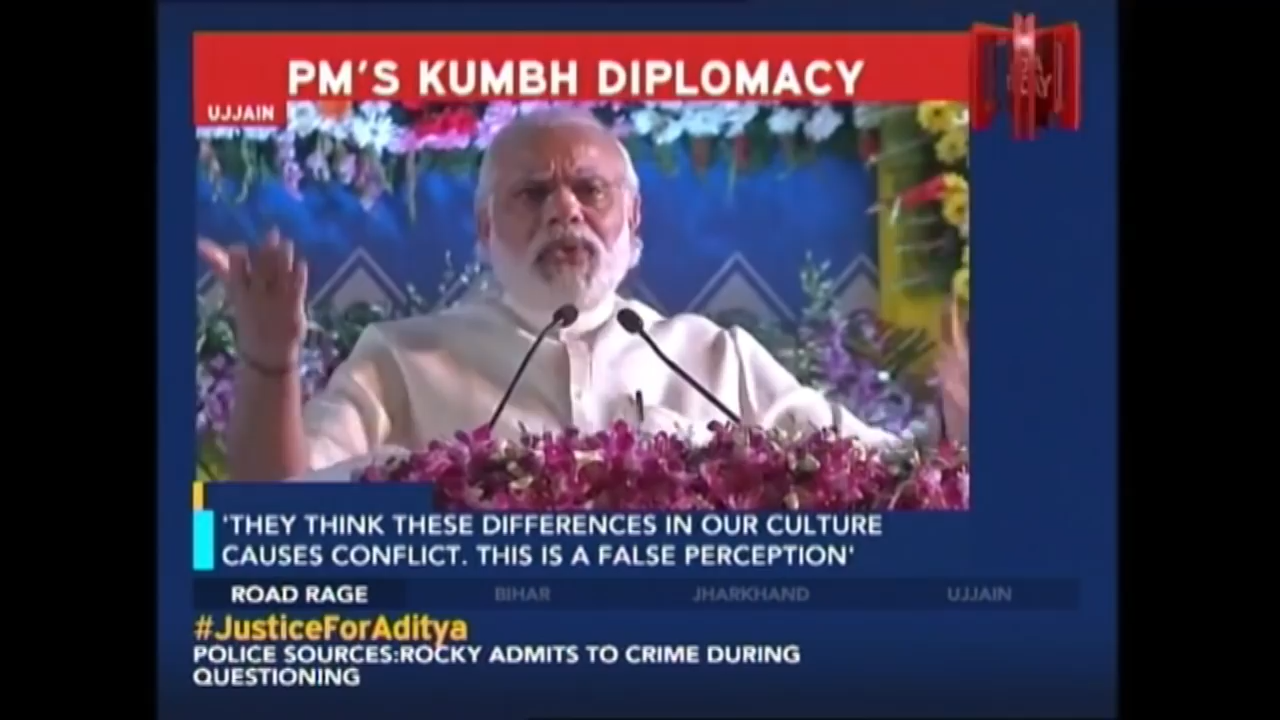 PM'S KUMBH DIPLOMACY
UJJAIN
'THEY THINK THESE DIFFERENCES IN OUR CULTURE
CAUSES CONFLICT. THIS IS A FALSE PERCEPTION'
ROAD RAGE BIHAR JHARKHAND UJJAIN
#JusticeForAditya
POLICE SOURCES:ROCKY ADMITS TO CRIME DURING
QUESTIONING